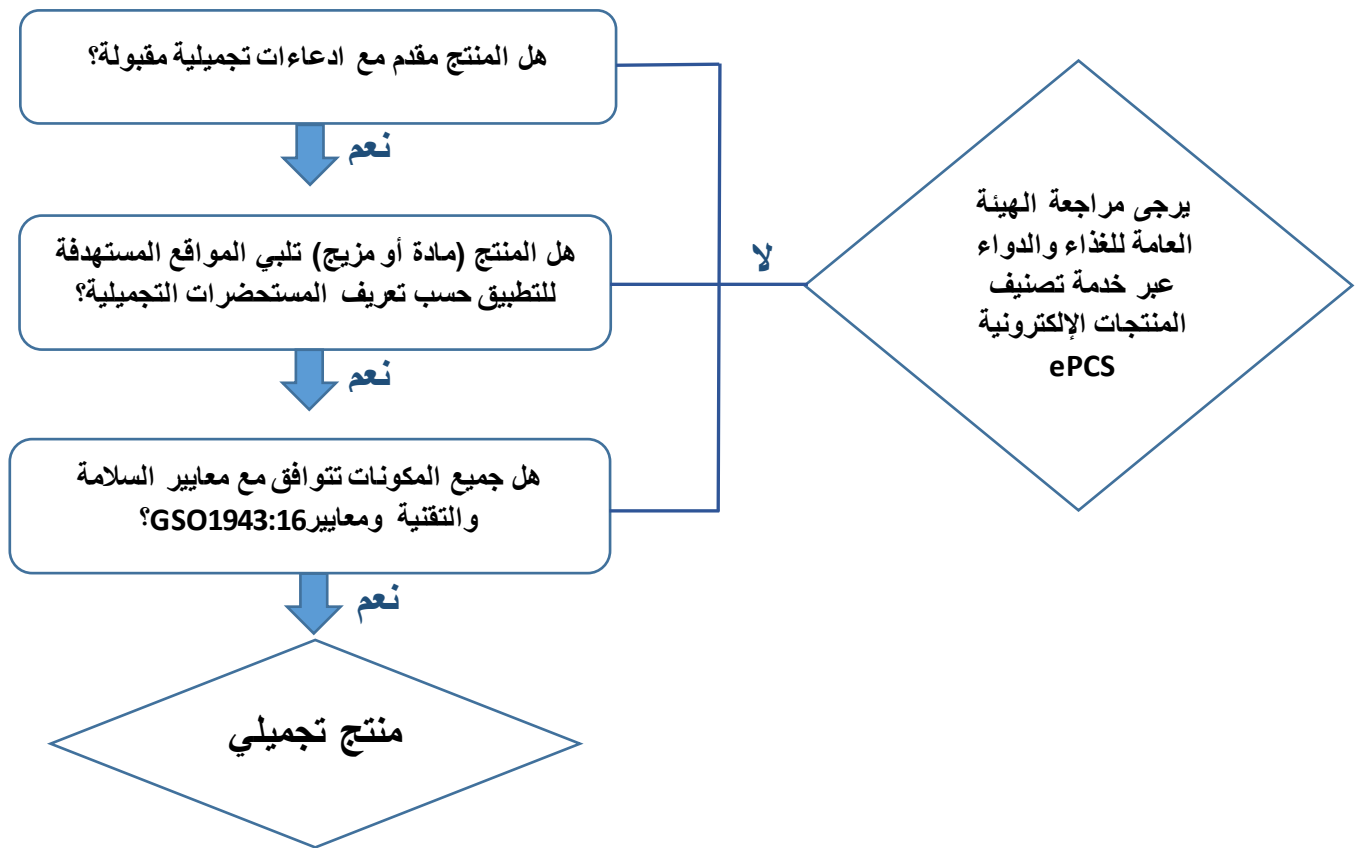 هل المنتج مقدم مع ادعاءات تجميلية مقبولة؟
نعم
هل المنتج (مادة أو مزيج) تلبي المواقع المستهدفة
للتطبيق حسب تعريف المستحضرات التجميلية؟
نعم
هل جميع المكونات تتوافق مع معايير السلامة
والتقنية ومعايير GSO1943:16؟
نعم
منتج تجميلي
لا
يرجى مراجعة الهيئة
العامة للغذاء والدواء
عبر خدمة تصنيف
المنتجات الإلكترونية
ePCS